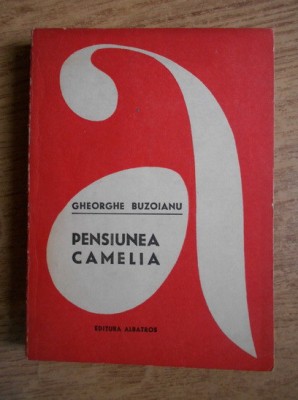 GHEORGHE BUZOIANU
PENSIUNEA
CAMELIA
EDITURA ALBATROS